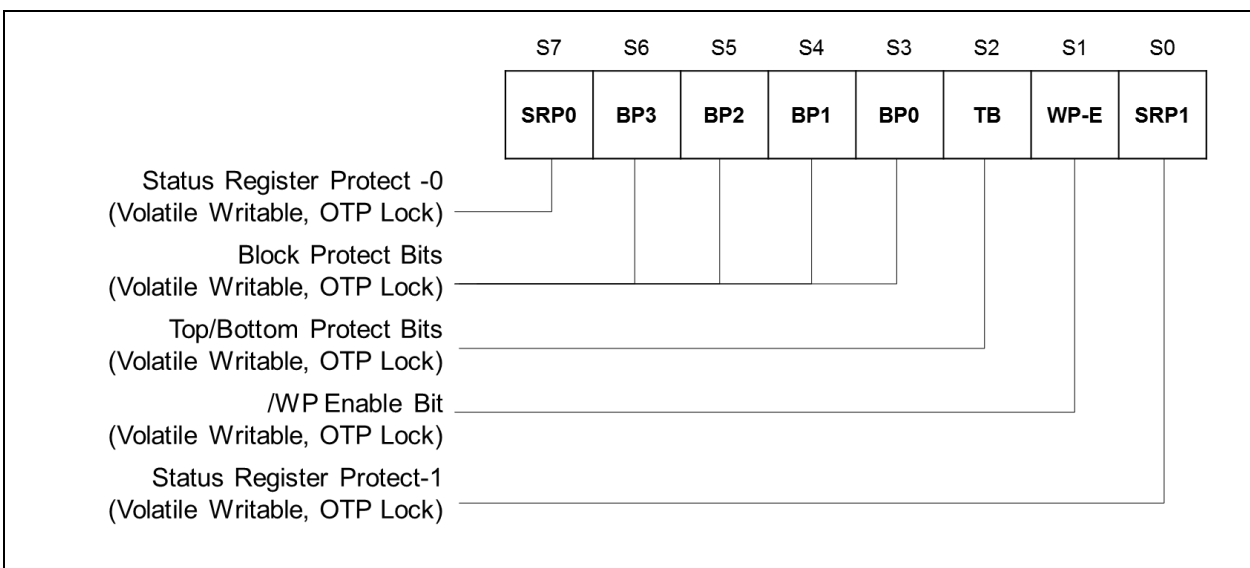 S7 S6 S5 S4 S3 S2 S1 S0
SRP0 BP3 BP2 BP1 BP0 TB WP-E SRP1
Status Register Protect -0
(Volatile Writable, OTP Lock)
Block Protect Bits
(Volatile Writable, OTP Lock)
Top/Bottom Protect Bits
(Volatile Writable, OTP Lock)
/WP Enable Bit
(Volatile Writable, OTP Lock)
Status Register Protect-1
(Volatile Writable, OTP Lock)